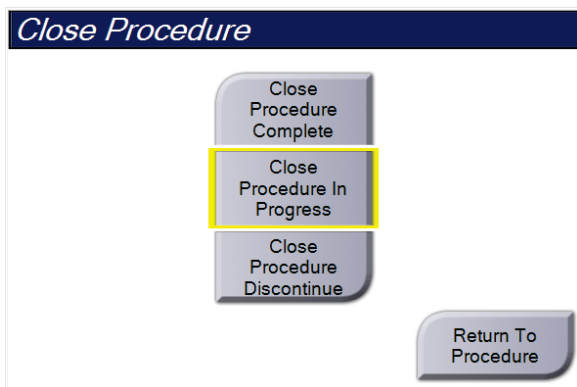 Close Procedure
Close
Procedure
Complete
Close
Procedure In
Progress
Close
Procedure
Discontinue
Return To
Procedure